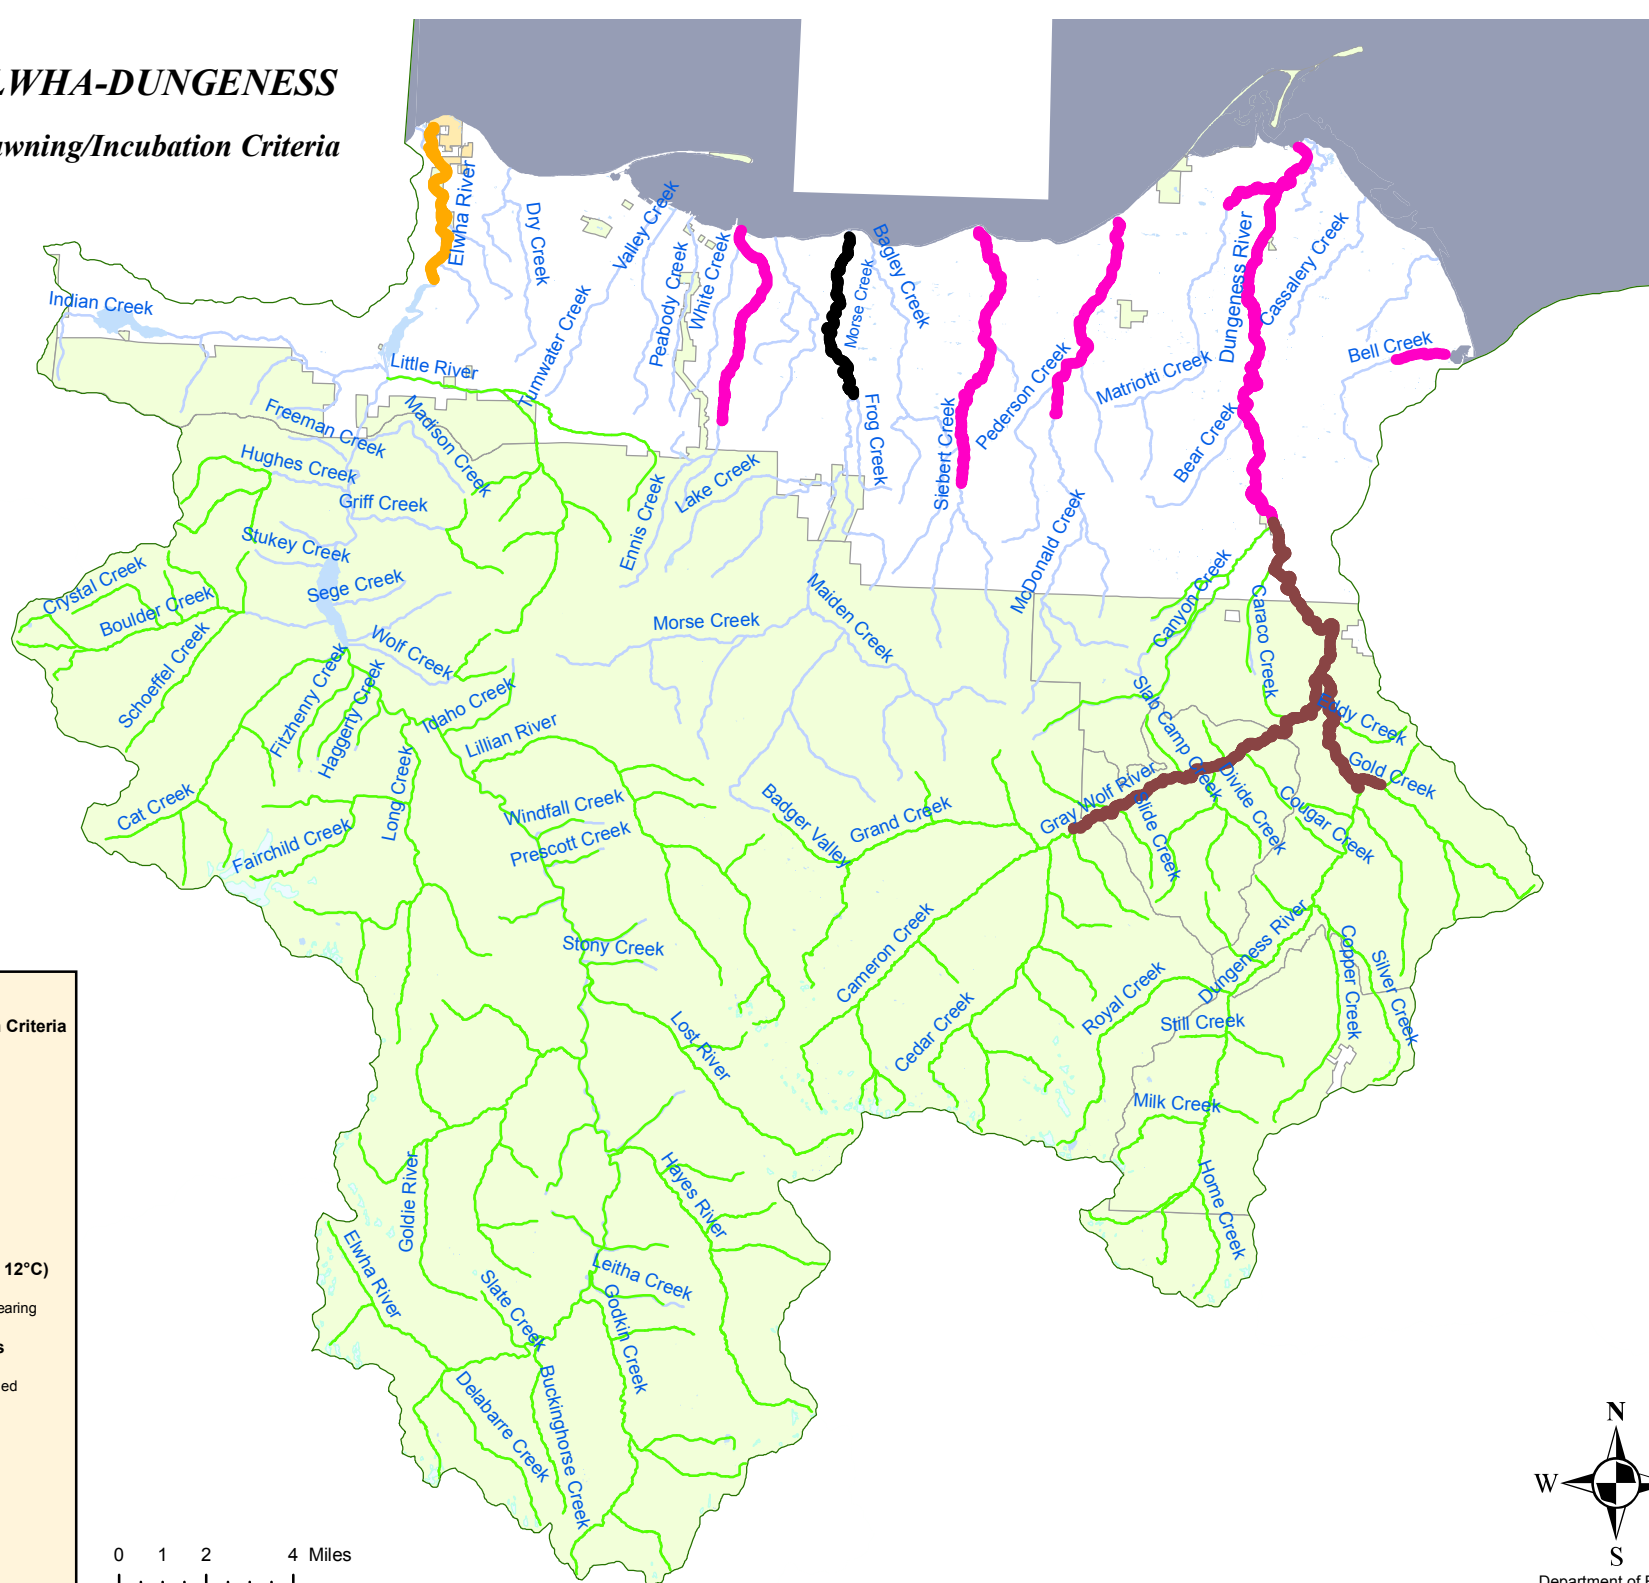 LWHA-DUNGENESS
wning/Incubation Criteria
Elwha River
Dry Creek
Valley Creek
Tumwater Creek
Peabody Creek
White Creek
Morse Creek
Bagley Creek
Dungeness River
Cassalery Creek
Bell Creek
Indian Creek
Little River
Freeman Creek
Madison Creek
Hughes Creek
Griff Creek
Ennis Creek
Lake Creek
Frog Creek
Siebert Creek
Pederson Creek
Matriotti Creek
Bear Creek
McDonald Creek
Stukey Creek
Sege Creek
Crystal Creek
Boulder Creek
Schoeffel Creek
Wolf Creek
Fitzhenry Creek
Haggerty Creek
Idaho Creek
Lillian River
Long Creek
Morse Creek
Maiden Creek
Canyon Creek
Caraco Creek
Slab Camp Creek
Eddy Creek
Gold Creek
Gray Wolf River
Slide Creek
Divide Creek
Cougar Creek
Cat Creek
Fairchild Creek
Windfall Creek
Prescott Creek
Badger Valley
Grand Creek
Stony Creek
Cameron Creek
Cedar Creek
Royal Creek
Dungeness River
Still Creek
Copper Creek
Silver Creek
Lost River
Milk Creek
Home Creek
Hayes River
Goldie River
Elwha River
Leitha Creek
Godkin Creek
Slate Creek
Buckinghorse Creek
Delabarre Creek
Criteria
12°C)
earing
s
ed
0 1 2 4 Miles
N
W
S
Department of